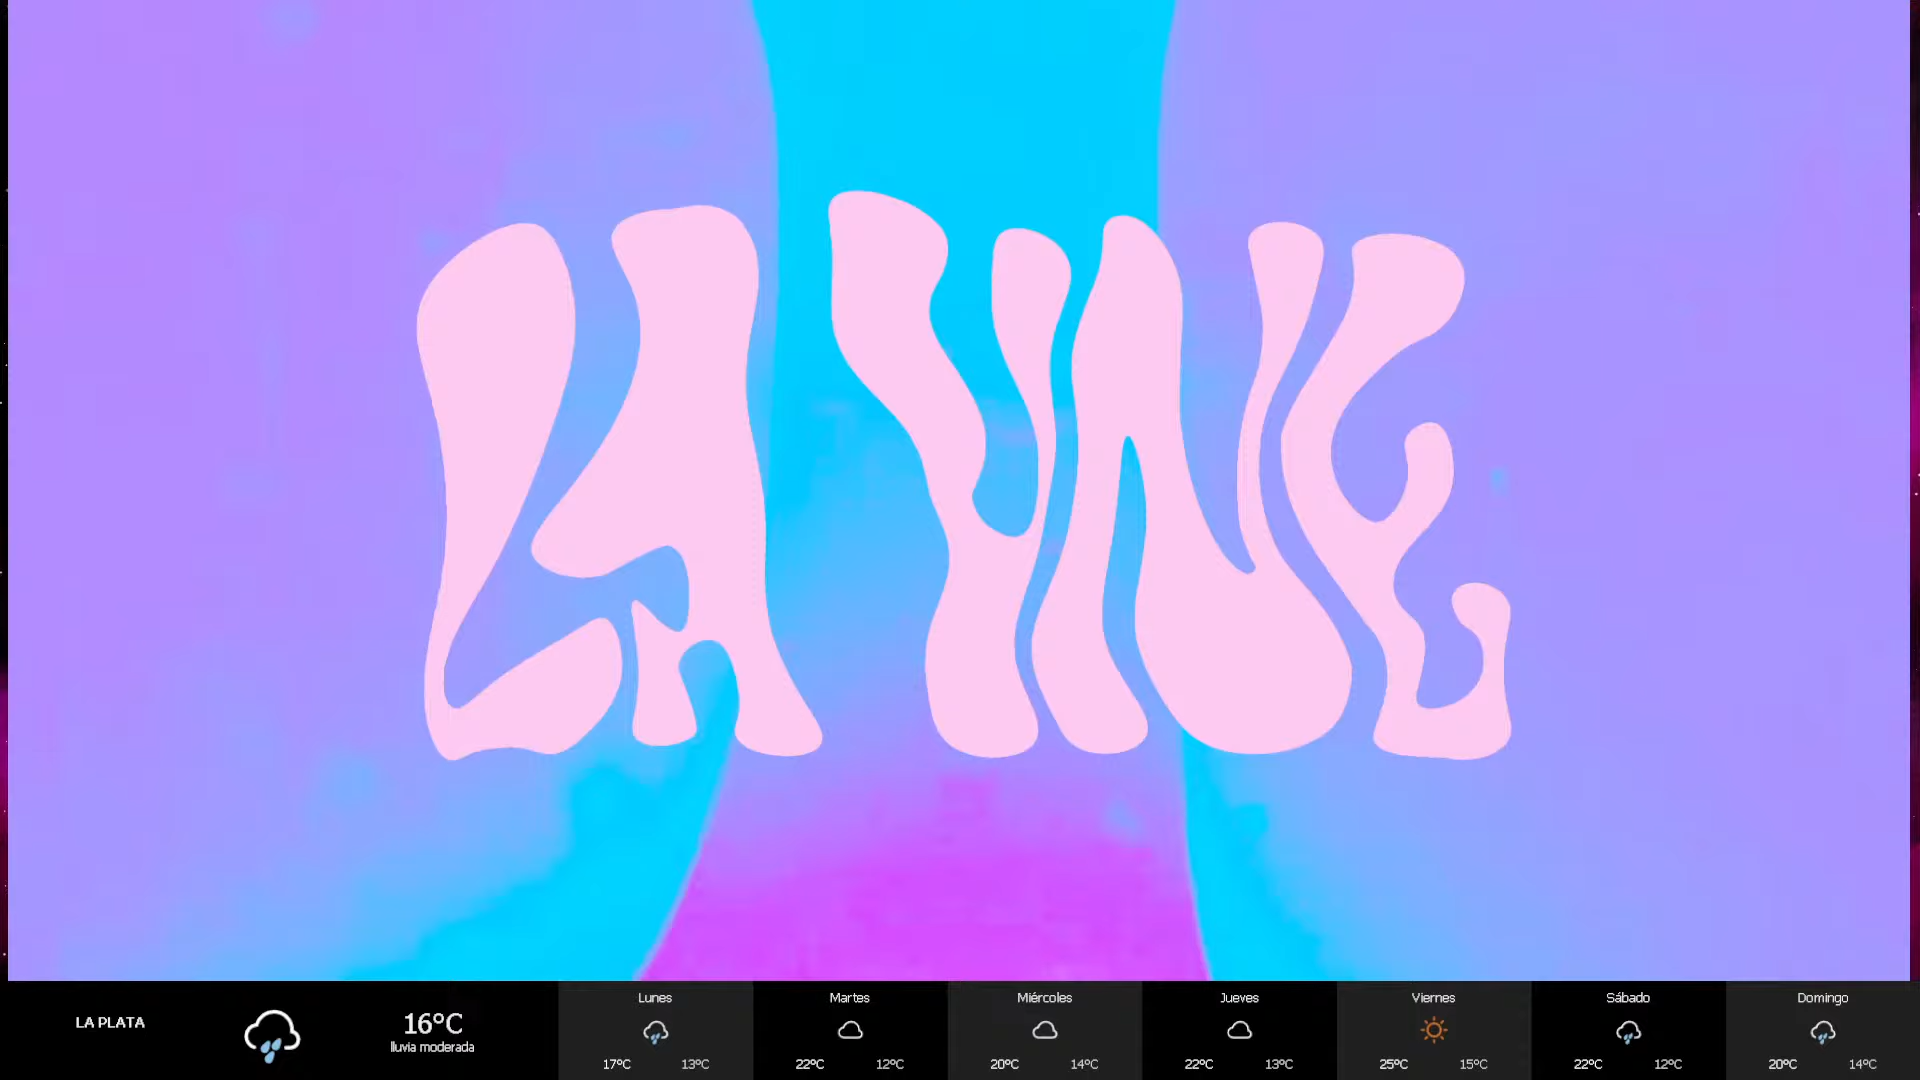 LA YNE
LA PLATA
16°C
lluvia moderada
Lunes
17°C 13°C
Martes
22°C 12°C
Miércoles
20°C 14°C
Jueves
22°C 13°C
Viernes
25°C 15°C
Sábado
22°C 12°C
Domingo
20°C 14°C